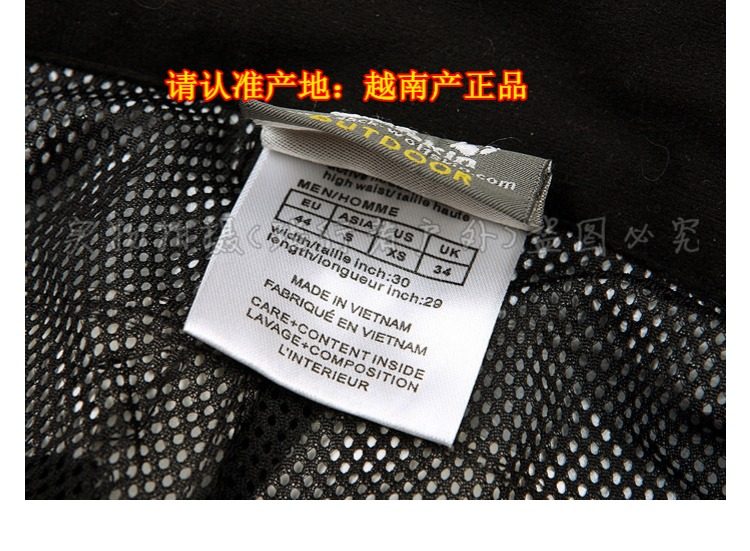 请认准产地：越南产正品
OUTDOOR
high waist/taille haute
MEN/HOMME
EU ASIA US UK
44 S XS 34
width/taille inch:30
length/longueur inch:29
MADE IN VIETNAM
FABRIQUÉ EN VIETNAM
CARE+CONTENT INSIDE
LAVAGE+COMPOSITION
L'INTERIEUR